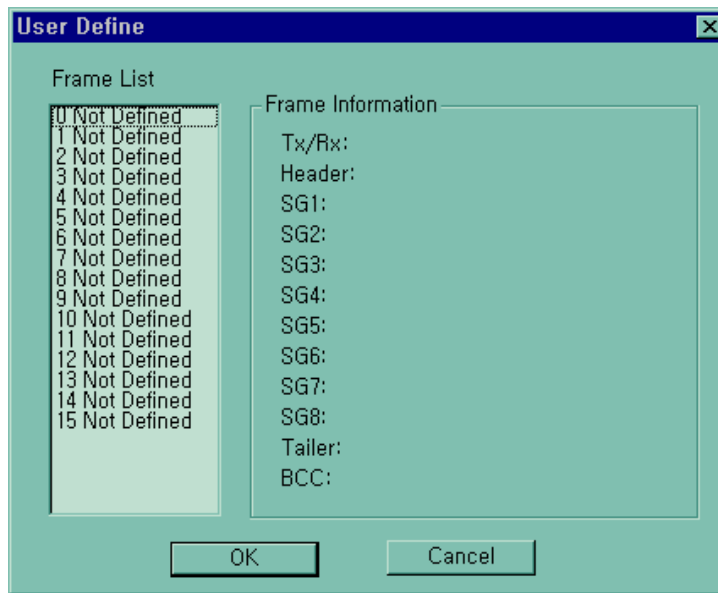 User Define
Frame List
0 Not Defined
1 Not Defined
2 Not Defined
3 Not Defined
4 Not Defined
5 Not Defined
6 Not Defined
7 Not Defined
8 Not Defined
9 Not Defined
10 Not Defined
11 Not Defined
12 Not Defined
13 Not Defined
14 Not Defined
15 Not Defined
Frame Information
Tx/Rx:
Header:
SG1:
SG2:
SG3:
SG4:
SG5:
SG6:
SG7:
SG8:
Tailer:
BCC:
OK
Cancel